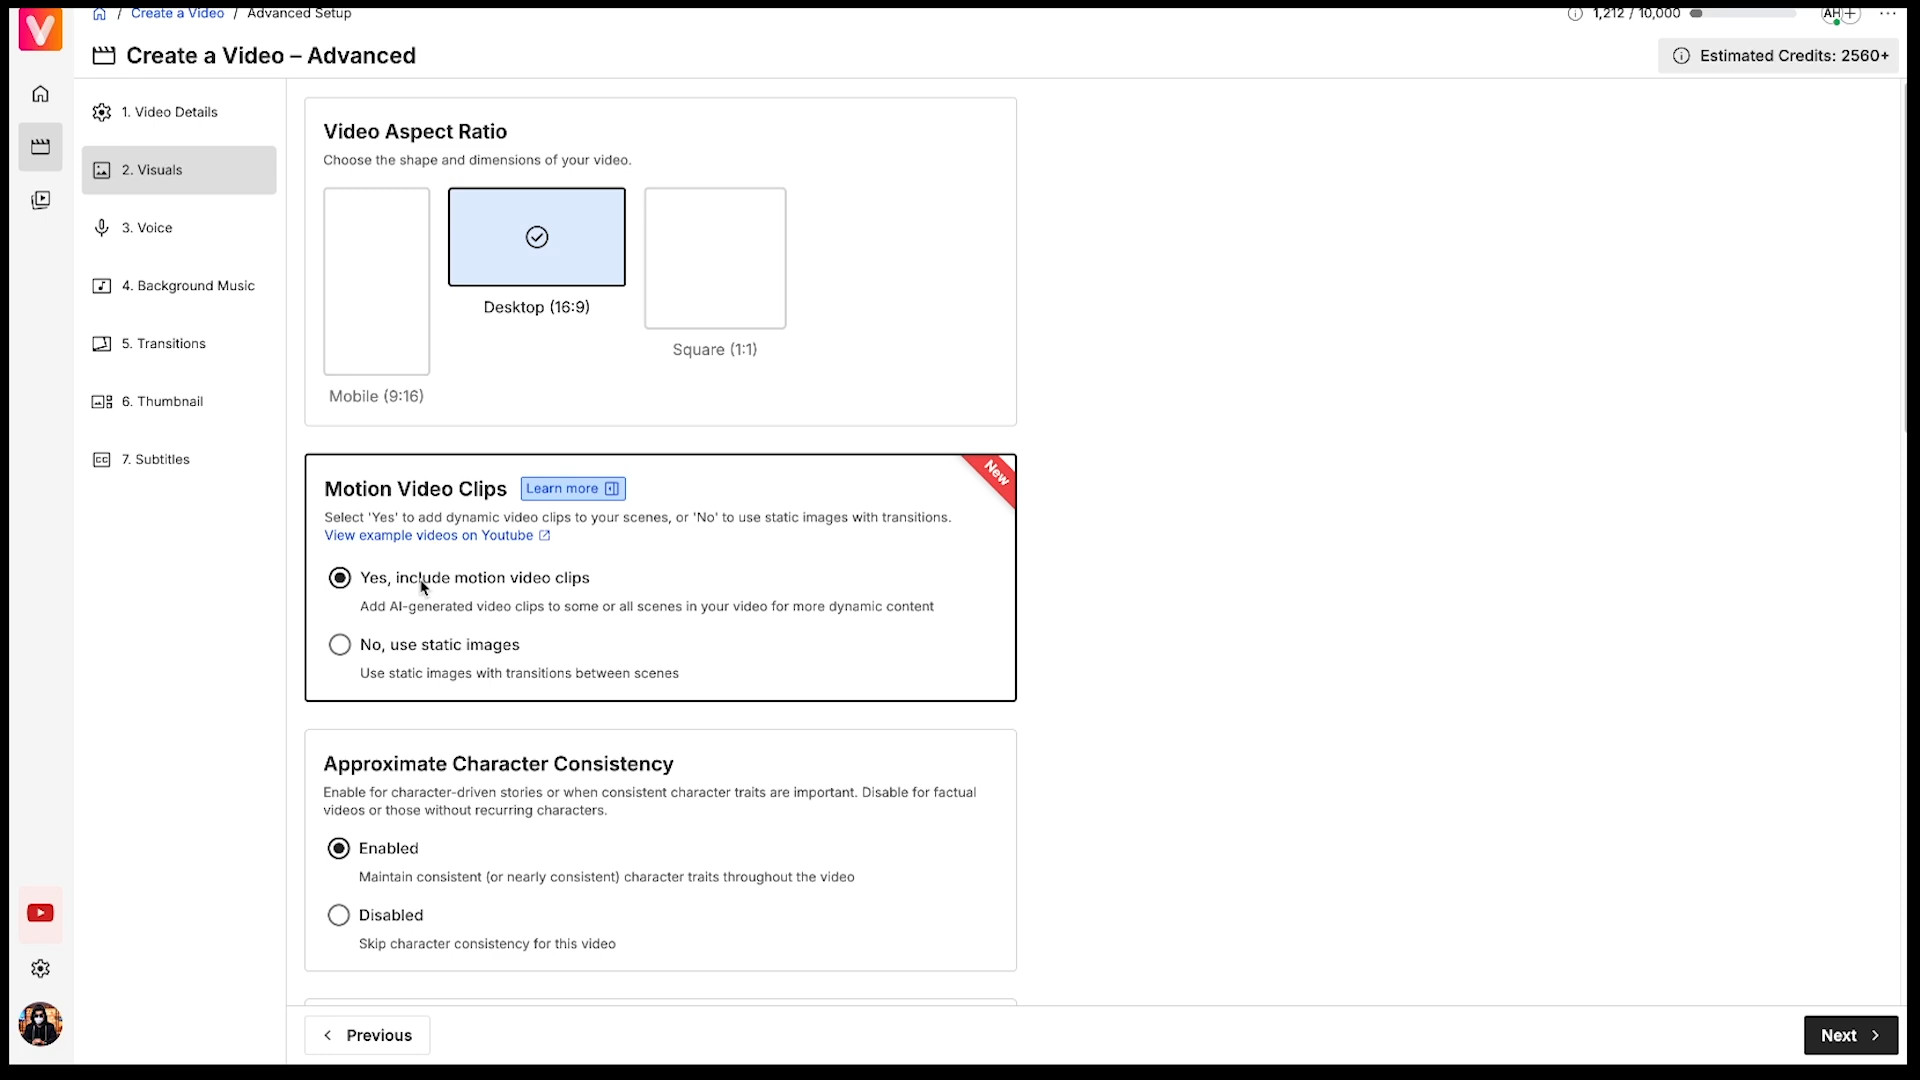 / Create a Video / Advanced Setup
1,212 / 10,000
AH
Create a Video – Advanced
Estimated Credits: 2560+
1. Video Details
2. Visuals
3. Voice
4. Background Music
5. Transitions
6. Thumbnail
CC 7. Subtitles
Video Aspect Ratio
Choose the shape and dimensions of your video.
Desktop (16:9)
Square (1:1)
Mobile (9:16)
New
Motion Video Clips Learn more
Select 'Yes' to add dynamic video clips to your scenes, or 'No' to use static images with transitions.
View example videos on Youtube
Yes, include motion video clips
Add AI-generated video clips to some or all scenes in your video for more dynamic content
No, use static images
Use static images with transitions between scenes
Approximate Character Consistency
Enable for character-driven stories or when consistent character traits are important. Disable for factual
videos or those without recurring characters.
Enabled
Maintain consistent (or nearly consistent) character traits throughout the video
Disabled
Skip character consistency for this video
Previous
Next